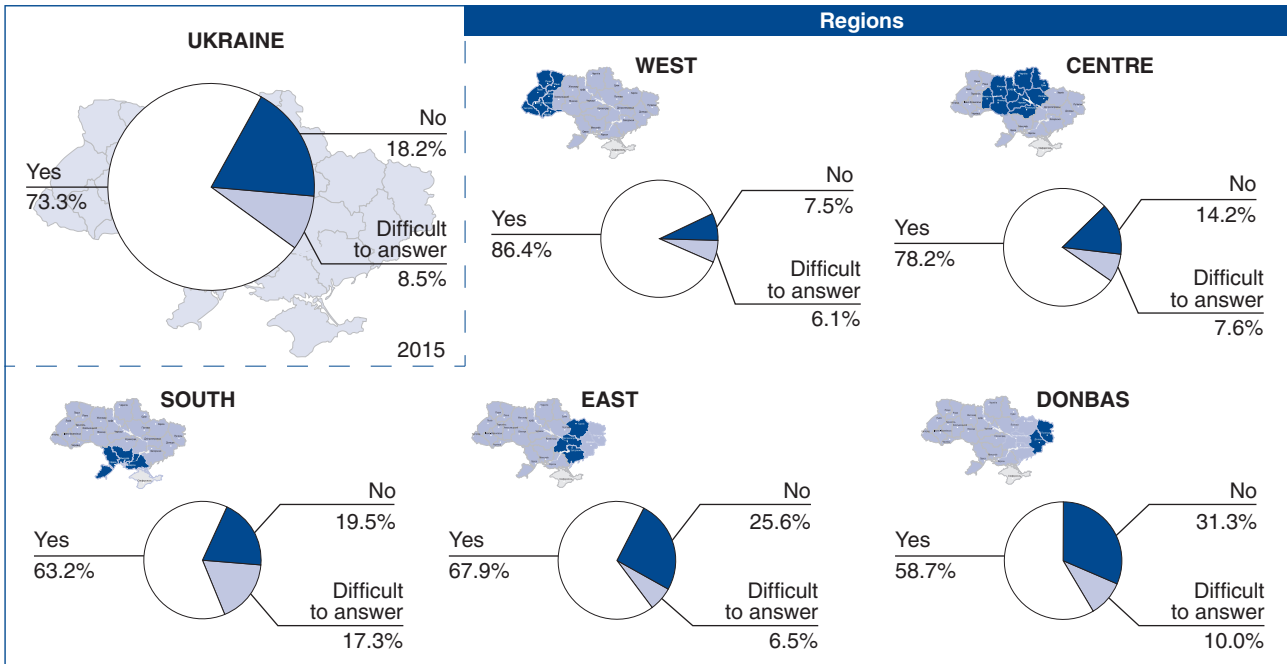 Regions
UKRAINE
Yes
73.3%
No
18.2%
Difficult
to answer
8.5%
2015
WEST
Yes
86.4%
No
7.5%
Difficult
to answer
6.1%
CENTRE
Yes
78.2%
No
14.2%
Difficult
to answer
7.6%
SOUTH
Yes
63.2%
No
19.5%
Difficult
to answer
17.3%
EAST
Yes
67.9%
No
25.6%
Difficult
to answer
6.5%
DONBAS
Yes
58.7%
No
31.3%
Difficult
to answer
10.0%